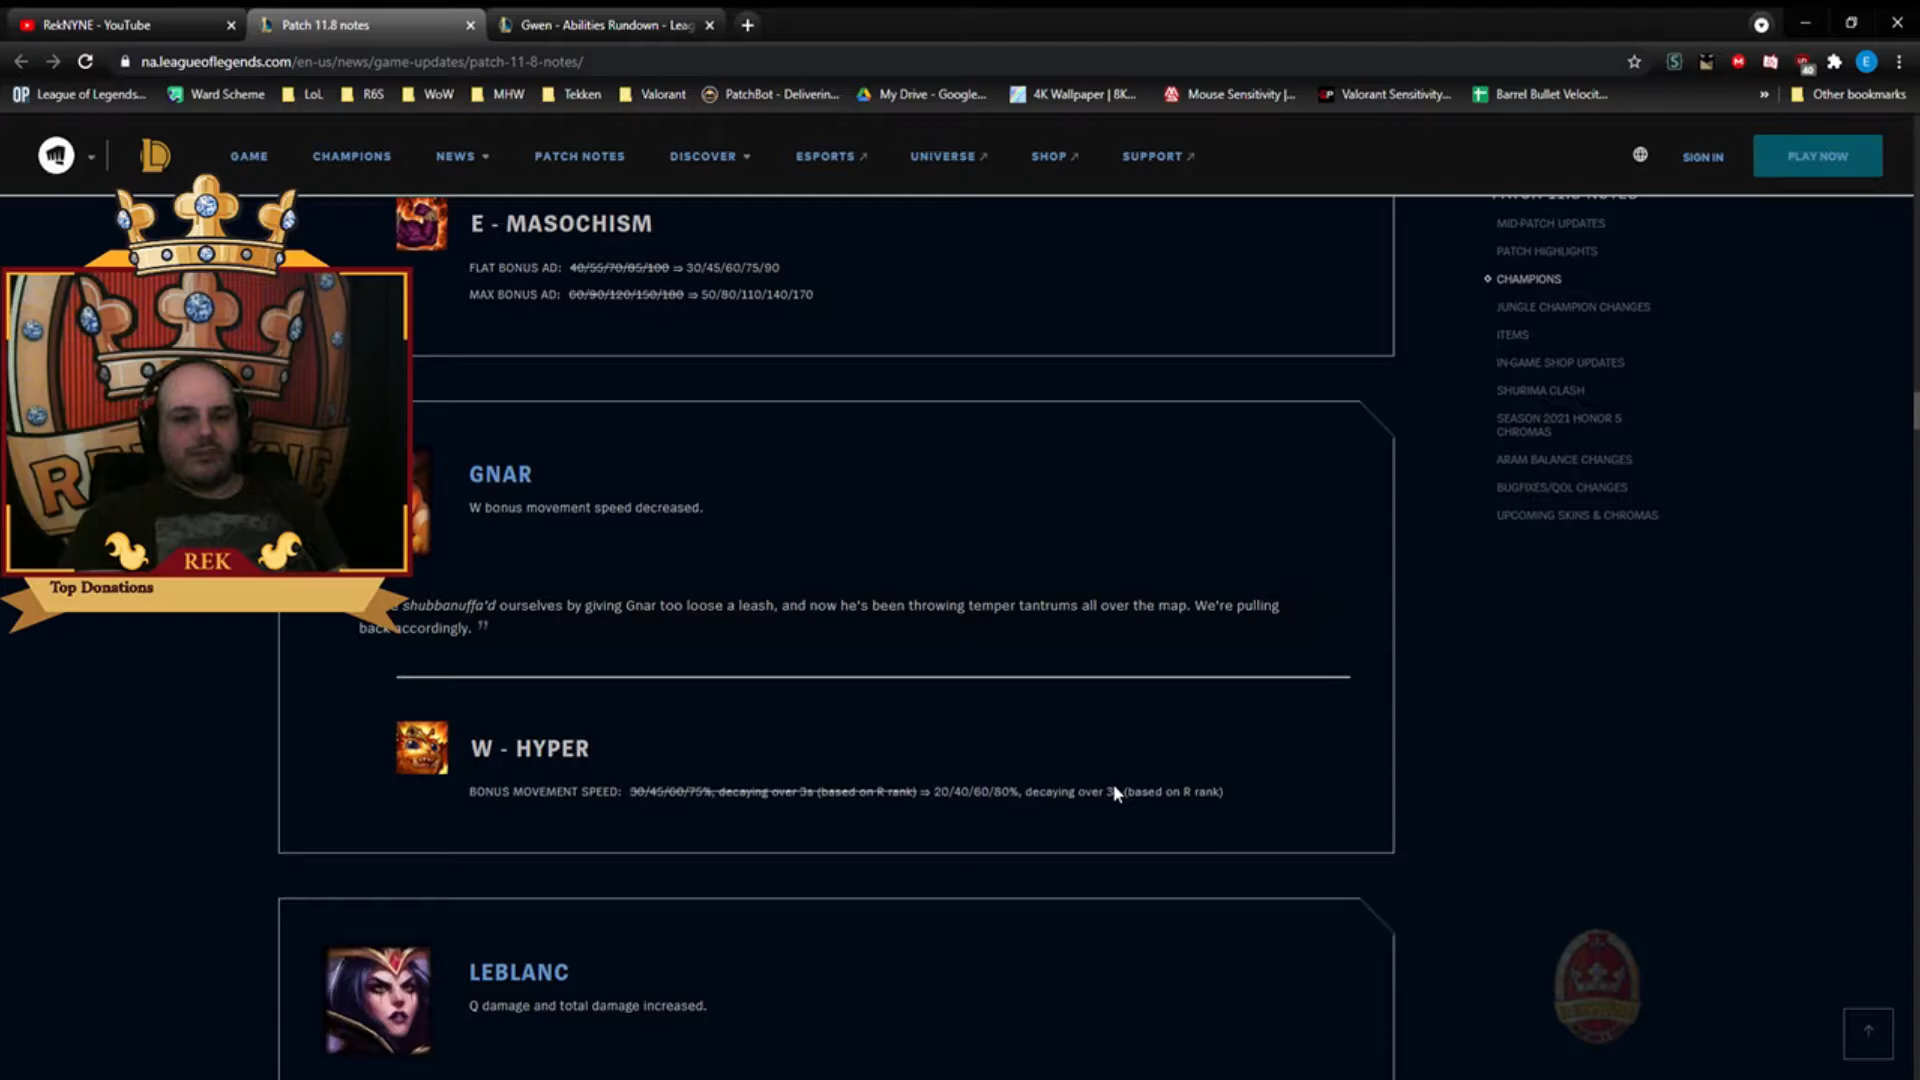 RekNYNE - YouTube
Patch 11.8 notes
Gwen - Abilities Rundown - Leag
na.leagueoflegends.com/en-us/news/game-updates/patch-11-8-notes/
40
E
OP League of Legends...
Ward Scheme
LoL
R6S
WoW
MHW
Tekken
Valorant
PatchBot - Deliverin...
My Drive - Google...
4K Wallpaper | 8K...
Mouse Sensitivity |...
Valorant Sensitivity...
Barrel Bullet Velocit...
»
Other bookmarks
GAME
CHAMPIONS
NEWS
PATCH NOTES
DISCOVER
ESPORTS
UNIVERSE
SHOP
SUPPORT
SIGN IN
PLAY NOW
E - MASOCHISM
FLAT BONUS AD: 40/55/70/85/100 ⇒ 30/45/60/75/90
MAX BONUS AD: 60/90/120/150/180 ⇒ 50/80/110/140/170
GNAR
W bonus movement speed decreased.
shubbanuffa'd ourselves by giving Gnar too loose a leash, and now he's been throwing temper tantrums all over the map. We're pulling
back accordingly. ”
W - HYPER
BONUS MOVEMENT SPEED: 30/45/60/75%, decaying over 3s (based on R rank) ⇒ 20/40/60/80%, decaying over 3s (based on R rank)
LEBLANC
Q damage and total damage increased.
PATCH 11.8 NOTES
MID-PATCH UPDATES
PATCH HIGHLIGHTS
CHAMPIONS
JUNGLE CHAMPION CHANGES
ITEMS
IN-GAME SHOP UPDATES
SHURIMA CLASH
SEASON 2021 HONOR 5
CHROMAS
ARAM BALANCE CHANGES
BUGFIXES/QOL CHANGES
UPCOMING SKINS & CHROMAS
REK
Top Donations